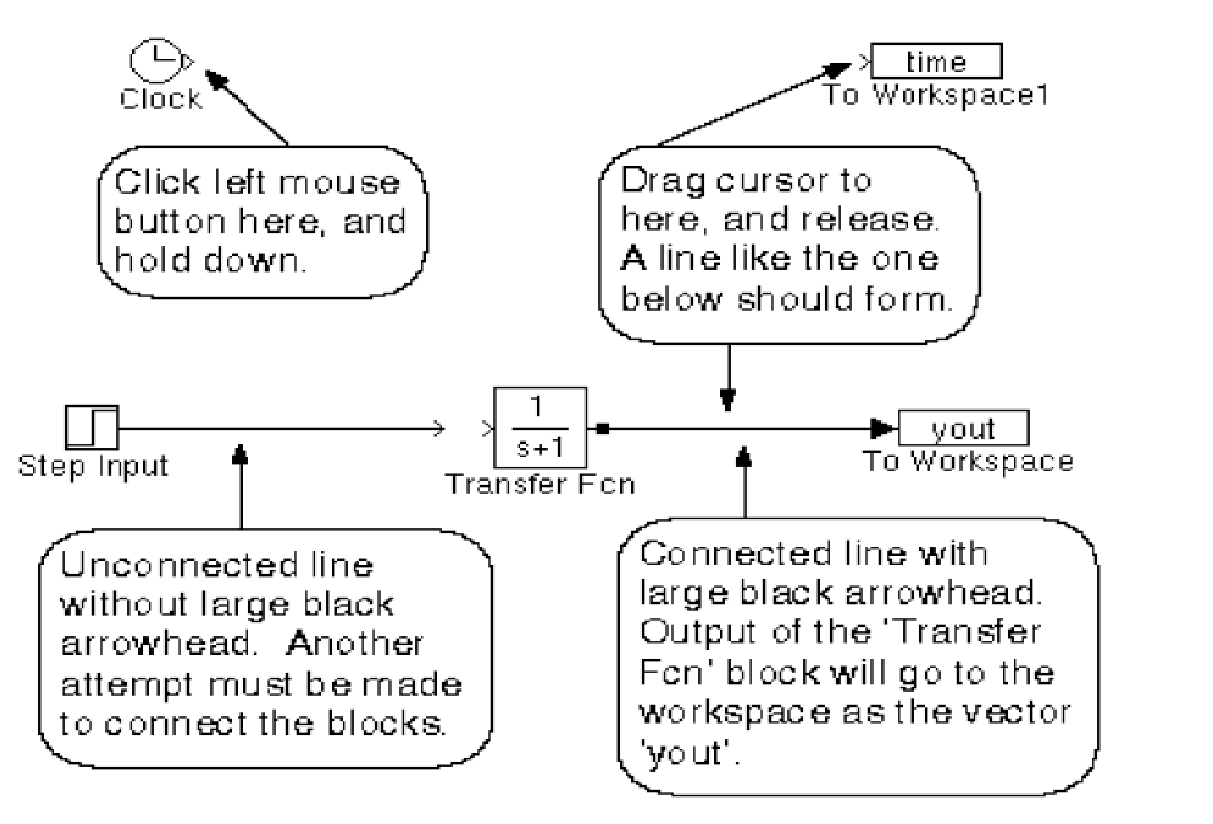 time
Clock
To Workspace1
Click left mouse
button here, and
hold down.
Drag cursor to
here, and release.
A line like the one
below should form.
1
s+1
yout
Step Input
Transfer Fcn
To Workspace
Unconnected line
without large black
arrowhead. Another
attempt must be made
to connect the blocks.
Connected line with
large black arrowhead.
Output of the 'Transfer
Fcn' block will go to the
workspace as the vector
'yout'.